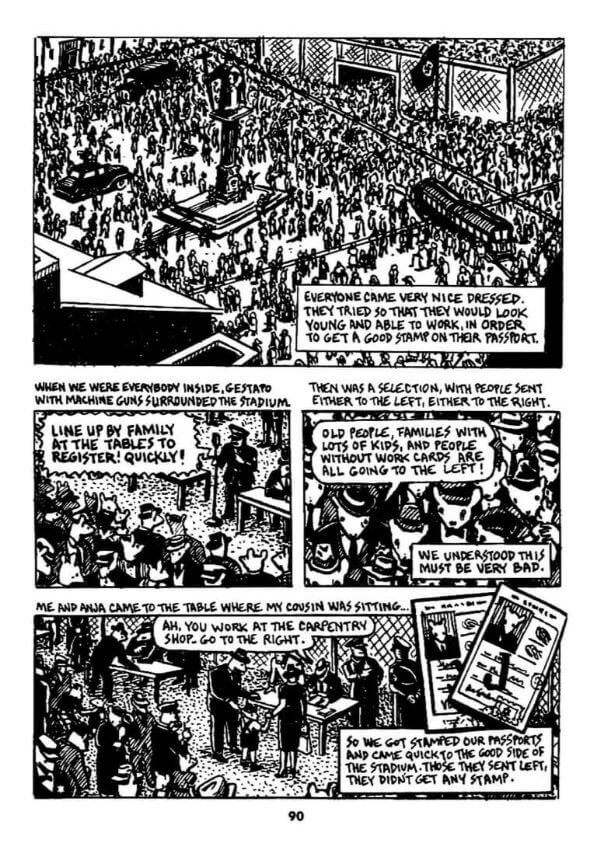 EVERYONE CAME VERY NICE DRESSED.
THEY TRIED SO THAT THEY WOULD LOOK
YOUNG AND ABLE TO WORK, IN ORDER
TO GET A GOOD STAMP ON THEIR PASSPORT.
WHEN WE WERE EVERYBODY INSIDE, GESTAPO
WITH MACHINE GUNS SURROUNDED THE STADIUM.
LINE UP BY FAMILY
AT THE TABLES TO
REGISTER! QUICKLY!
THEN WAS A SELECTION, WITH PEOPLE SENT
EITHER TO THE LEFT, EITHER TO THE RIGHT.
OLD PEOPLE, FAMILIES WITH
LOTS OF KIDS, AND PEOPLE
WITHOUT WORK CARDS ARE
ALL GOING TO THE LEFT!
WE UNDERSTOOD THIS
MUST BE VERY BAD.
ME AND ANJA CAME TO THE TABLE WHERE MY COUSIN WAS SITTING...
AH, YOU WORK AT THE CARPENTRY
SHOP. GO TO THE RIGHT.
SO WE GOT STAMPED OUR PASSPORTS
AND CAME QUICK TO THE GOOD SIDE OF
THE STADIUM. THOSE THEY SENT LEFT,
THEY DIDN'T GET ANY STAMP.
90